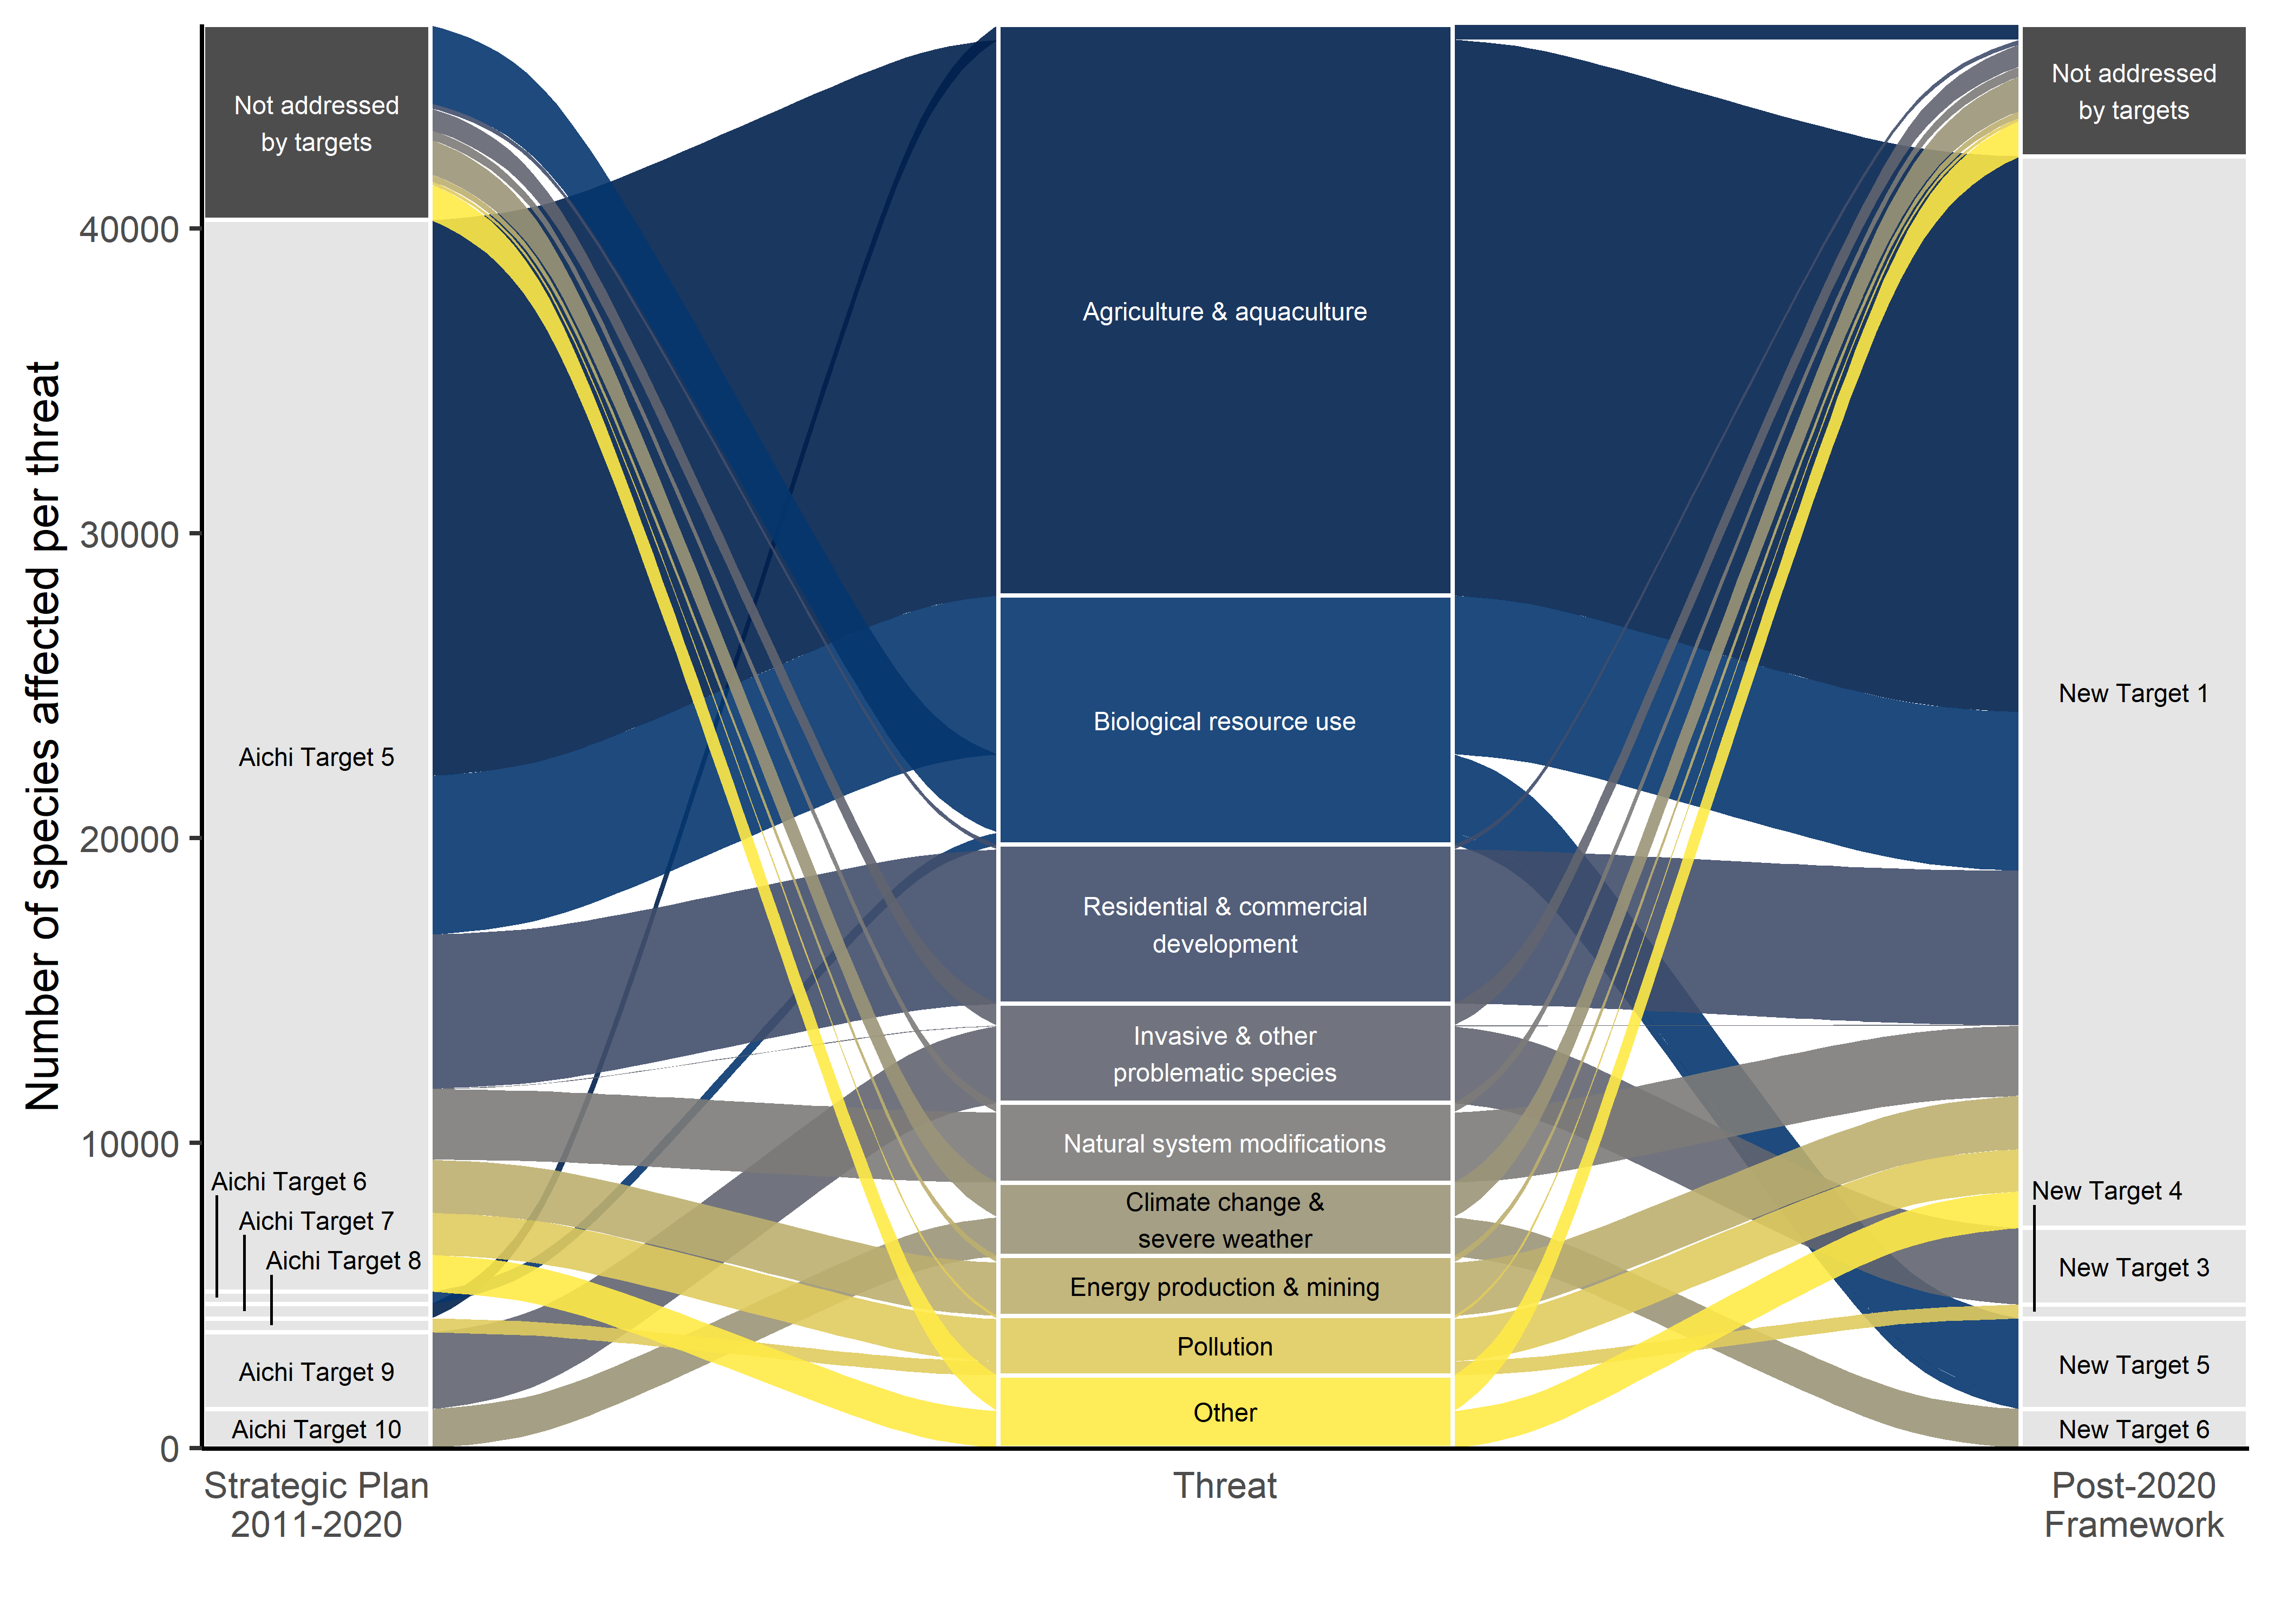 Number of species affected per threat
40000
30000
20000
10000
0
Not addressed
by targets
Aichi Target 5
Aichi Target 6
Aichi Target 7
Aichi Target 8
Aichi Target 9
Aichi Target 10
Agriculture & aquaculture
Biological resource use
Residential & commercial
development
Invasive & other
problematic species
Natural system modifications
Climate change &
severe weather
Energy production & mining
Pollution
Other
Not addressed
by targets
New Target 1
New Target 4
New Target 3
New Target 5
New Target 6
Strategic Plan
2011-2020
Threat
Post-2020
Framework